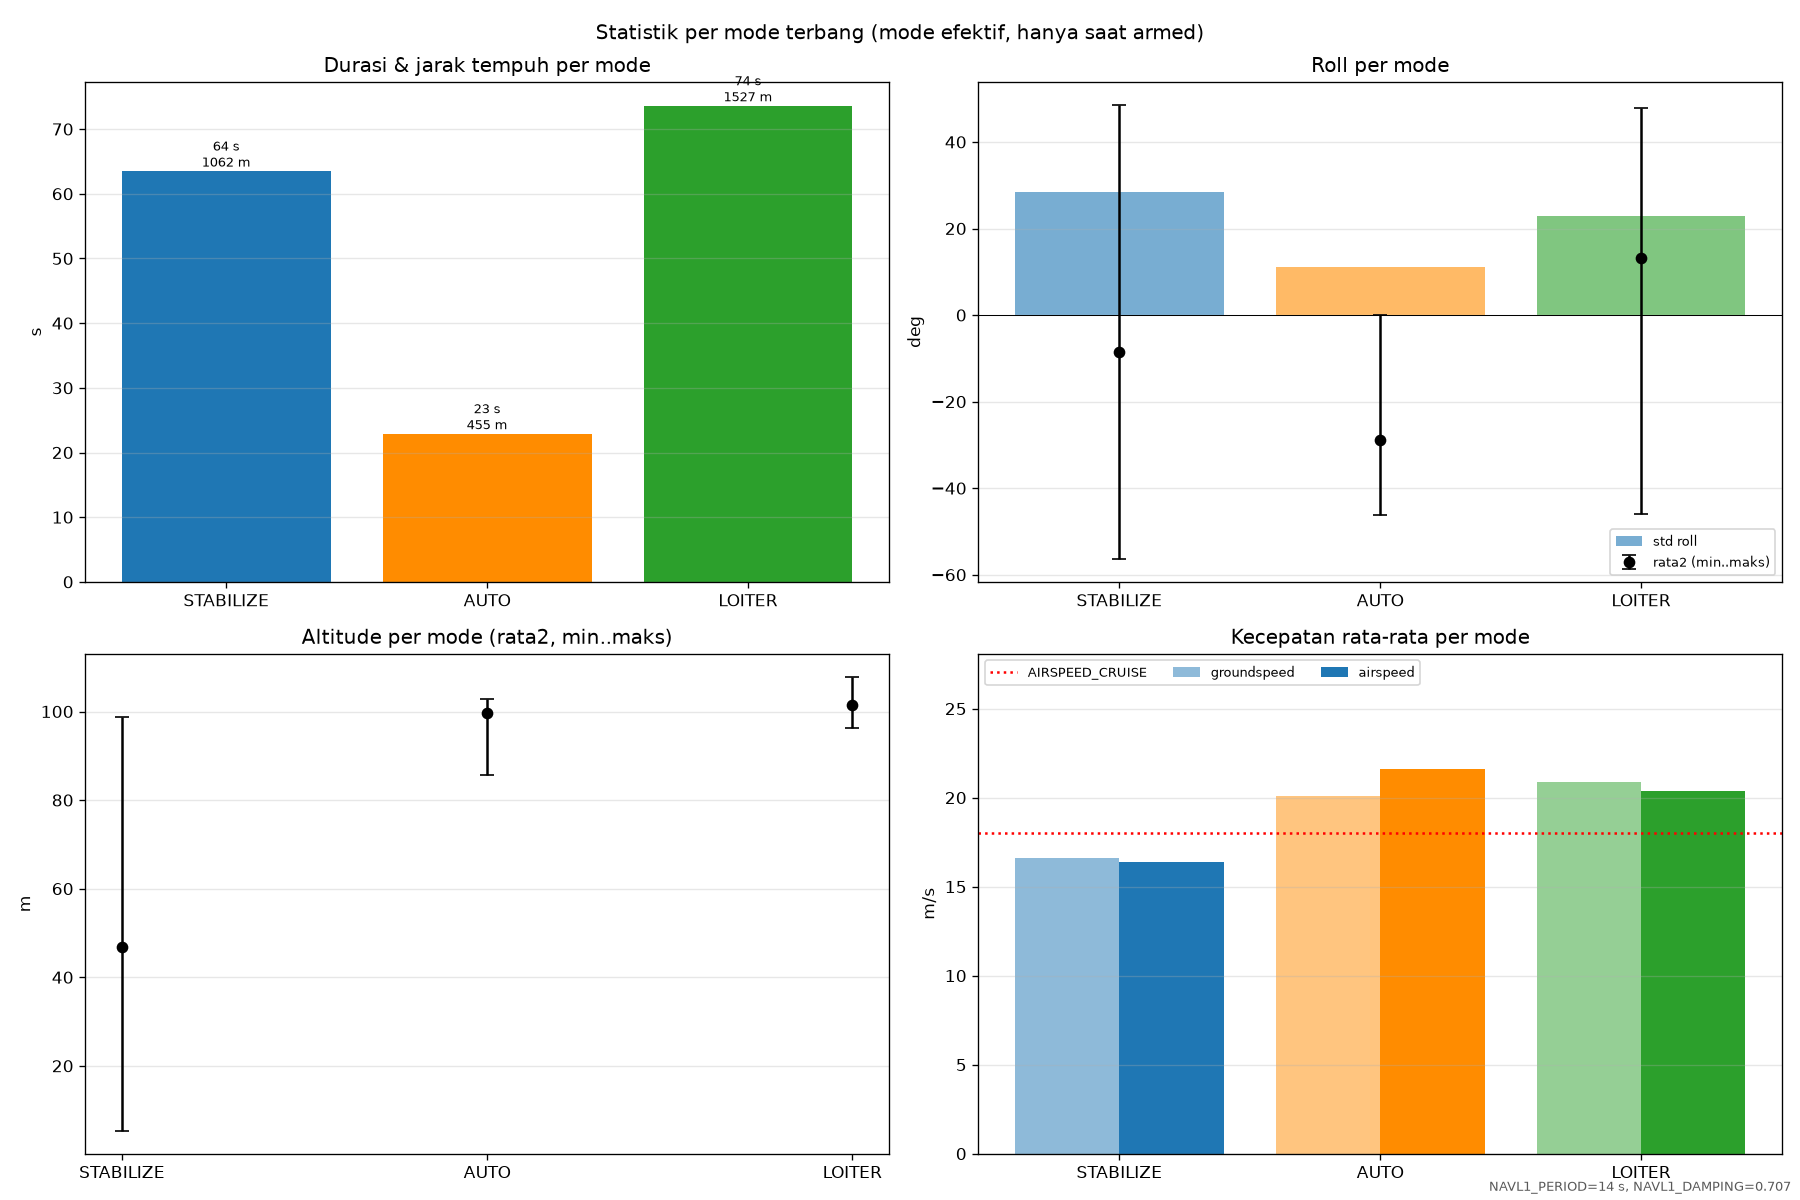 Statistik per mode terbang (mode efektif, hanya saat armed)
Durasi & jarak tempuh per mode
74 s
1527 m
64 s
1062 m
23 s
455 m
70
60
50
40
30
20
10
0
s
STABILIZE
AUTO
LOITER
Roll per mode
40
20
0
−20
−40
−60
deg
std roll
rata2 (min..maks)
STABILIZE
AUTO
LOITER
Altitude per mode (rata2, min..maks)
100
80
60
40
20
m
STABILIZE
AUTO
LOITER
Kecepatan rata-rata per mode
AIRSPEED_CRUISE
groundspeed
airspeed
25
20
15
10
5
0
m/s
STABILIZE
AUTO
LOITER
NAVL1_PERIOD=14 s, NAVL1_DAMPING=0.707